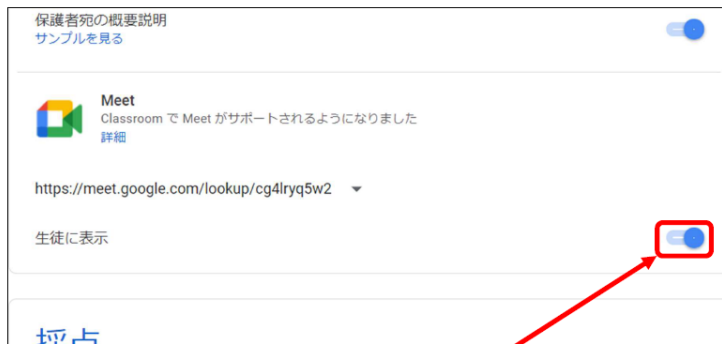 保護者宛の概要説明
サンプルを見る
Meet
Classroom で Meet がサポートされるようになりました
詳細
https://meet.google.com/lookup/cg4lryq5w2
生徒に表示
採点